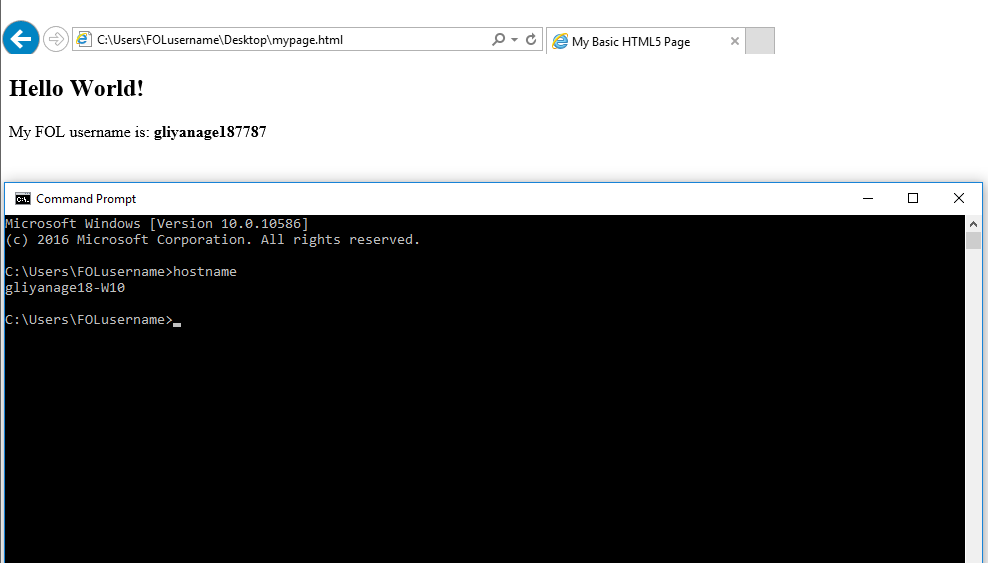 C:\Users\FOLusername\Desktop\mypage.html
My Basic HTML5 Page
Hello World!
My FOL username is: gliyanage187787
Command Prompt
Microsoft Windows [Version 10.0.10586]
(c) 2016 Microsoft Corporation. All rights reserved.
C:\Users\FOLusername>hostname
gliyanage18-W10
C:\Users\FOLusername>